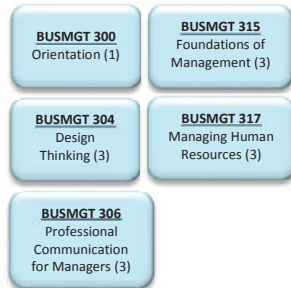 BUSMGT 300
Orientation (1)
BUSMGT 315
Foundations of
Management (3)
BUSMGT 304
Design
Thinking (3)
BUSMGT 317
Managing Human
Resources (3)
BUSMGT 306
Professional
Communication
for Managers (3)